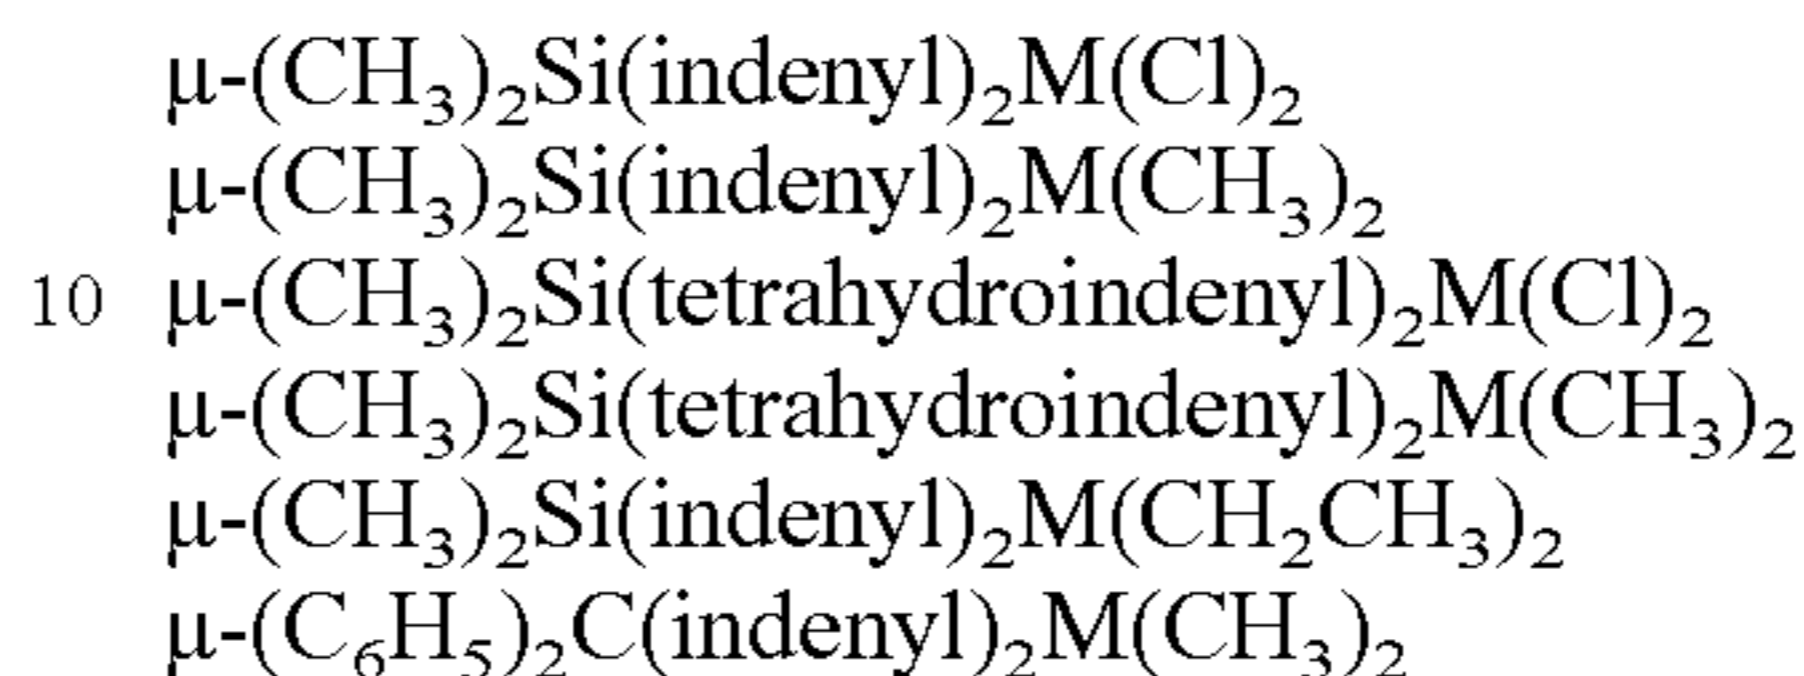 μ-(CH₃)₂Si(indenyl)₂M(Cl)₂
μ-(CH₃)₂Si(indenyl)₂M(CH₃)₂
10 μ-(CH₃)₂Si(tetrahydroindenyl)₂M(Cl)₂
μ-(CH₃)₂Si(tetrahydroindenyl)₂M(CH₃)₂
μ-(CH₃)₂Si(indenyl)₂M(CH₂CH₃)₂
μ-(C₆H₅)₂C(indenyl)₂M(CH₃)₂